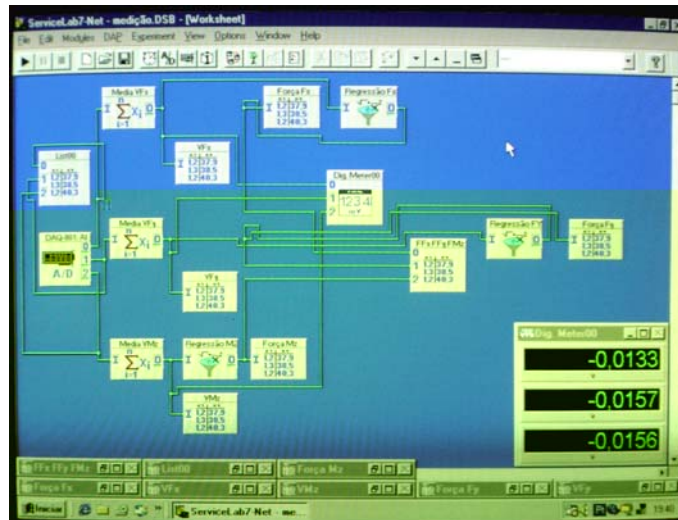 ServiceLab7-Net - medição.DSB - [Worksheet]
File Edit Modules DAP Experiment View Options Window Help
Media VFx
Força Fx
Regressão Fx
List00
VFx
Dig. Meter00
DAQ-801:AI
A/D
Media VFy
FFx FFy FMz
Regressão FY
Força Fy
VFy
Media VMz
Regressão Mz
Força Mz
VMz
Dig. Meter00
-0,0133
-0,0157
-0,0156
FFx FFy FMz
List00
Força Mz
Força Fx
VFx
VMz
Força Fy
VFy
Iniciar
ServiceLab7-Net - me...
19:40